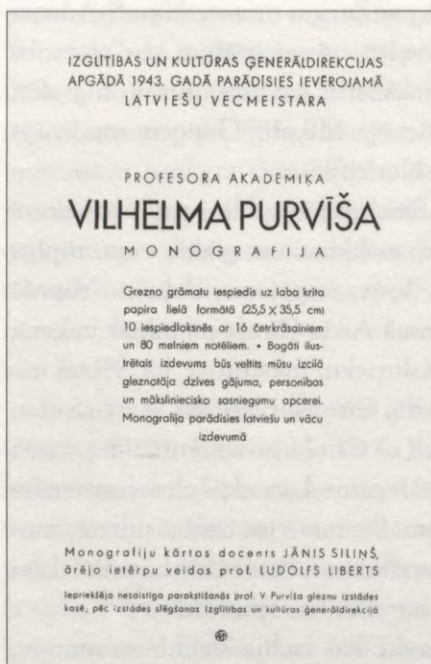 IZGLĪTĪBAS UN KULTŪRAS ĢENERĀLDIREKCIJAS
APGĀDĀ 1943. GADĀ PARĀDĪSIES IEVĒROJAMĀ
LATVIEŠU VECMEISTARA
PROFESORA AKADEMIĶA
VILHELMA PURVĪŠA
MONOGRAFIJA
Grezno grāmatu iespiedīs uz laba krīta
papīra lielā formātā (25,5 × 35,5 cm)
10 iespiedloksnēs ar 16 četrkrāsainiem
un 80 melniem notēliem. • Bagāti ilus-
trētais izdevums būs veltīts mūsu izcilā
gleznotāja dzīves gājuma, personības
un māksliniecisko sasniegumu apcerei.
Monografija parādīsies latviešu un vācu
izdevumā
Monografiju kārtos docents JĀNIS SILIŅŠ,
ārējo ietērpu veidos prof. LUDOLFS LIBERTS
Iepriekšēja nesaistīga parakstīšanās prof. V. Purvīša gleznu izstādes
kasē, pēc izstādes slēgšanas Izglītības un kultūras ģenerāldirekcijā